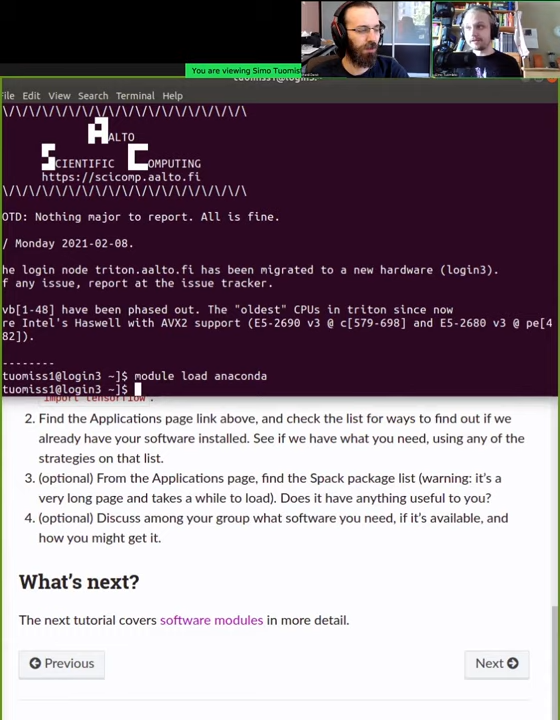 You are viewing Simo Tuomis
File Edit View Search Terminal Help
\/\/\/\/\/\/\/\/\/\/\/\/\/\/\/\/\/\/\/\/\
AALTO
SCIENTIFIC COMPUTING
https://scicomp.aalto.fi
\/\/\/\/\/\/\/\/\/\/\/\/\/\/\/\/\/\/\/\/\
OTD: Nothing major to report. All is fine.
/ Monday 2021-02-08.
he login node triton.aalto.fi has been migrated to a new hardware (login3).
f any issue, report at the issue tracker.
vb[1-48] have been phased out. The "oldest" CPUs in triton since now
re Intel's Haswell with AVX2 support (E5-2690 v3 @ c[579-698] and E5-2680 v3 @ pe[4
82]).
--------
tuomiss1@login3 ~]$ module load anaconda
tuomiss1@login3 ~]$
import tensorflow.
2. Find the Applications page link above, and check the list for ways to find out if we
already have your software installed. See if we have what you need, using any of the
strategies on that list.
3. (optional) From the Applications page, find the Spack package list (warning: it's a
very long page and takes a while to load). Does it have anything useful to you?
4. (optional) Discuss among your group what software you need, if it's available, and
how you might get it.
What's next?
The next tutorial covers software modules in more detail.
Previous
Next